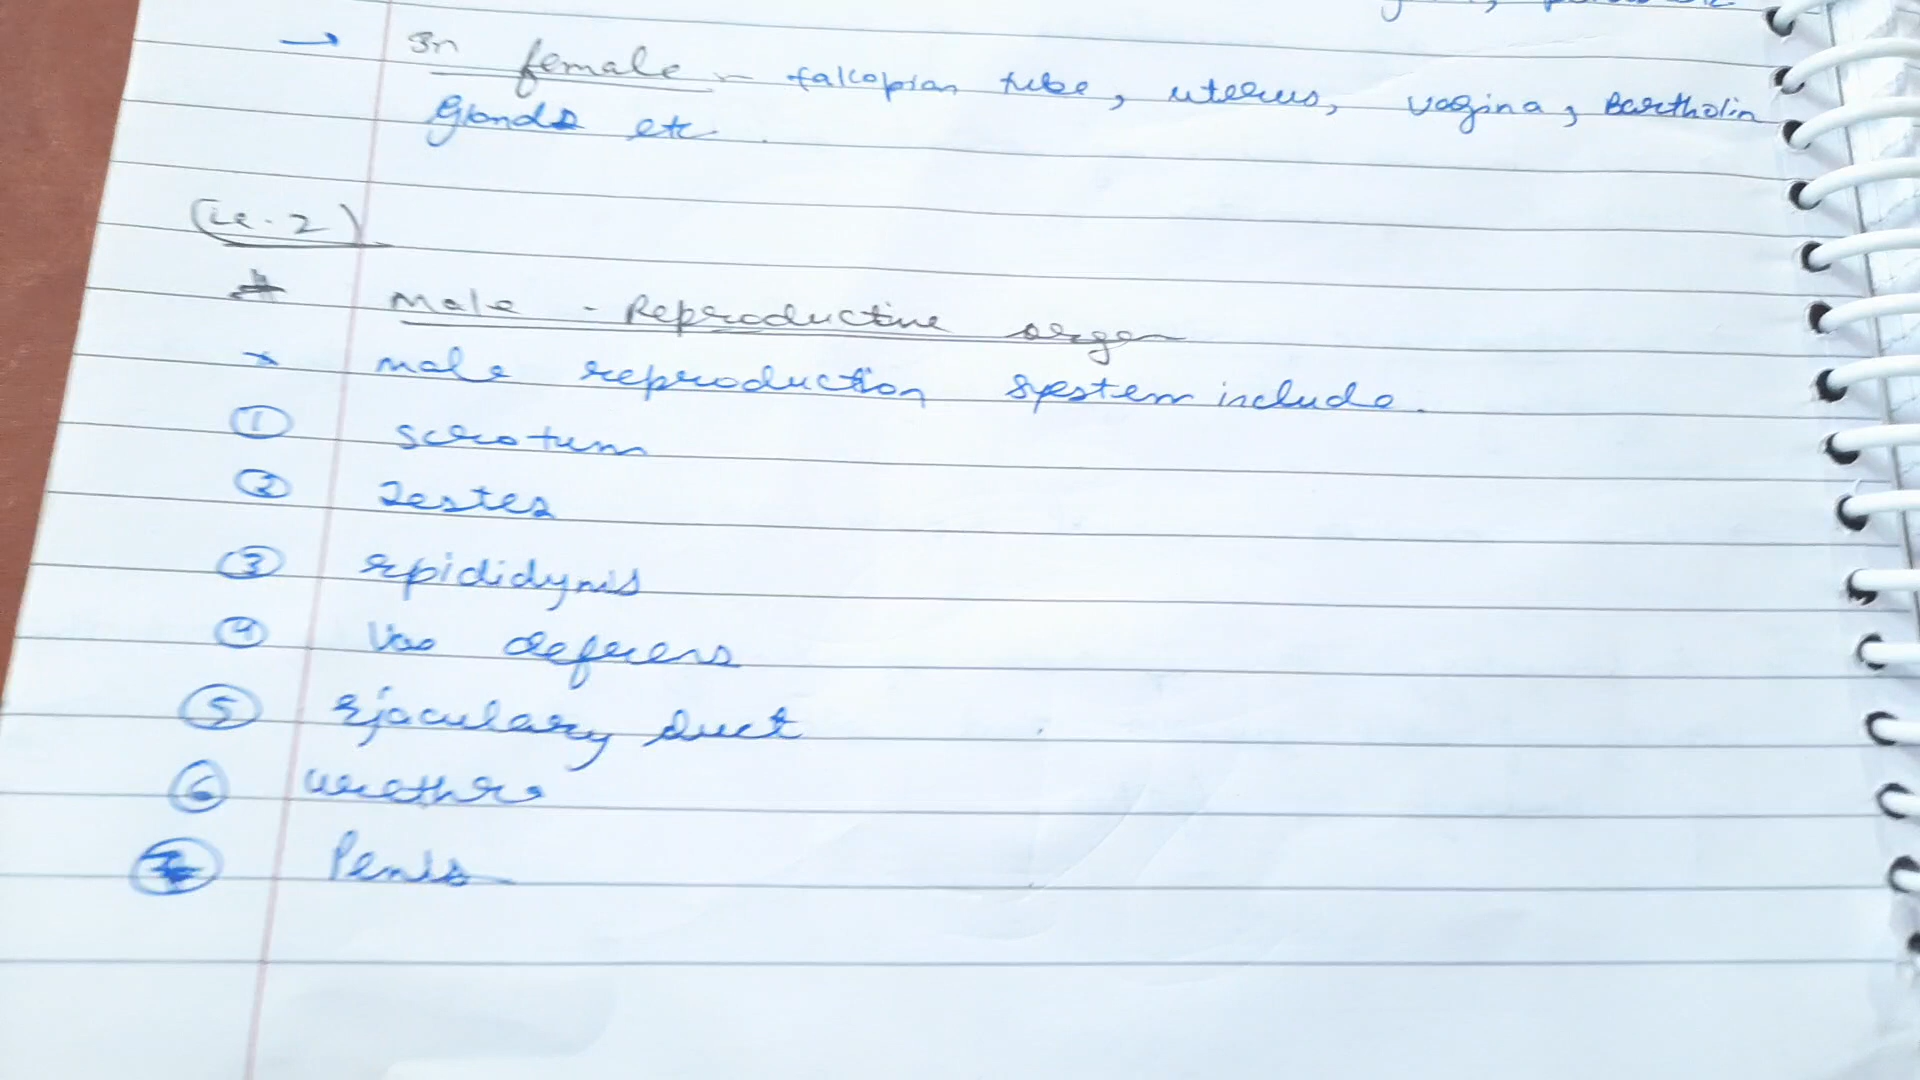 → In female - fallopian tube, uterus, vagina, Bartholin
Glands etc.
(Le. 2)
* Male - Reproductive organ
* male reproduction system include.
① scrotum
② Testes
③ epididymis
④ Vas deferens
⑤ Ejaculary duct
⑥ urethra
⑦ Penis